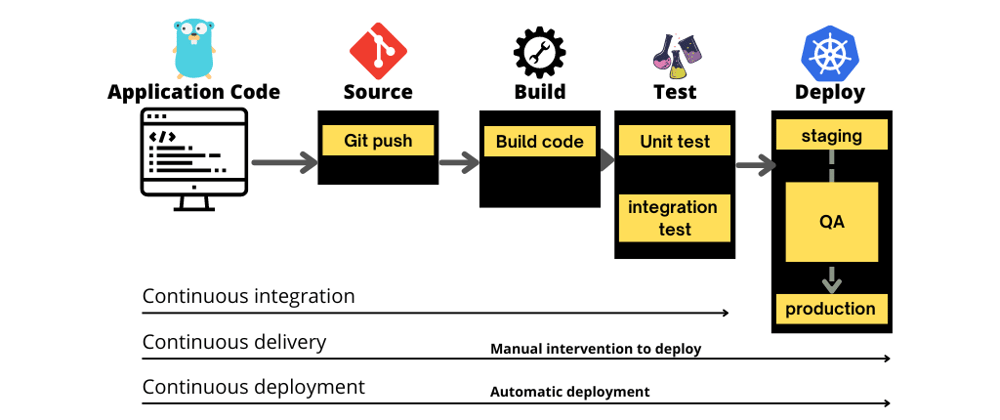 Application Code
Source
Build
Test
Deploy
</>
Git push
Build code
Unit test
integration
test
staging
QA
production
Continuous integration
Continuous delivery
Manual intervention to deploy
Continuous deployment
Automatic deployment